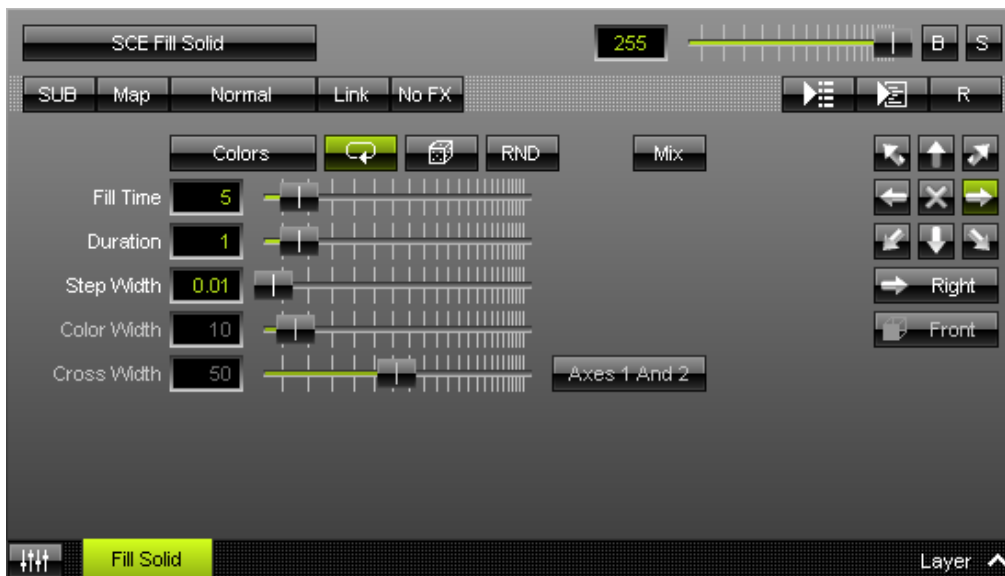 SCE Fill Solid 255 B S
SUB Map Normal Link No FX R
Colors RND Mix
Fill Time 5
Duration 1
Step Width 0.01
Right
Color Width 10
Front
Cross Width 50 Axes 1 And 2
Fill Solid Layer